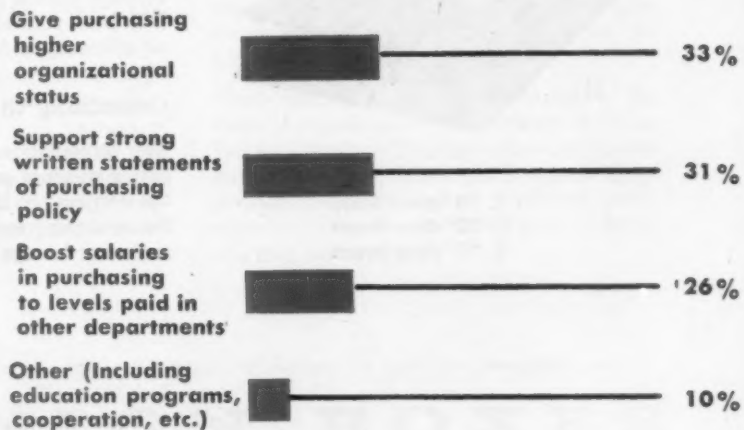 Give purchasing
higher
organizational
status
33%
Support strong
written statements
of purchasing
policy
31%
Boost salaries
in purchasing
to levels paid in
other departments
26%
Other (Including
education programs,
cooperation, etc.)
10%